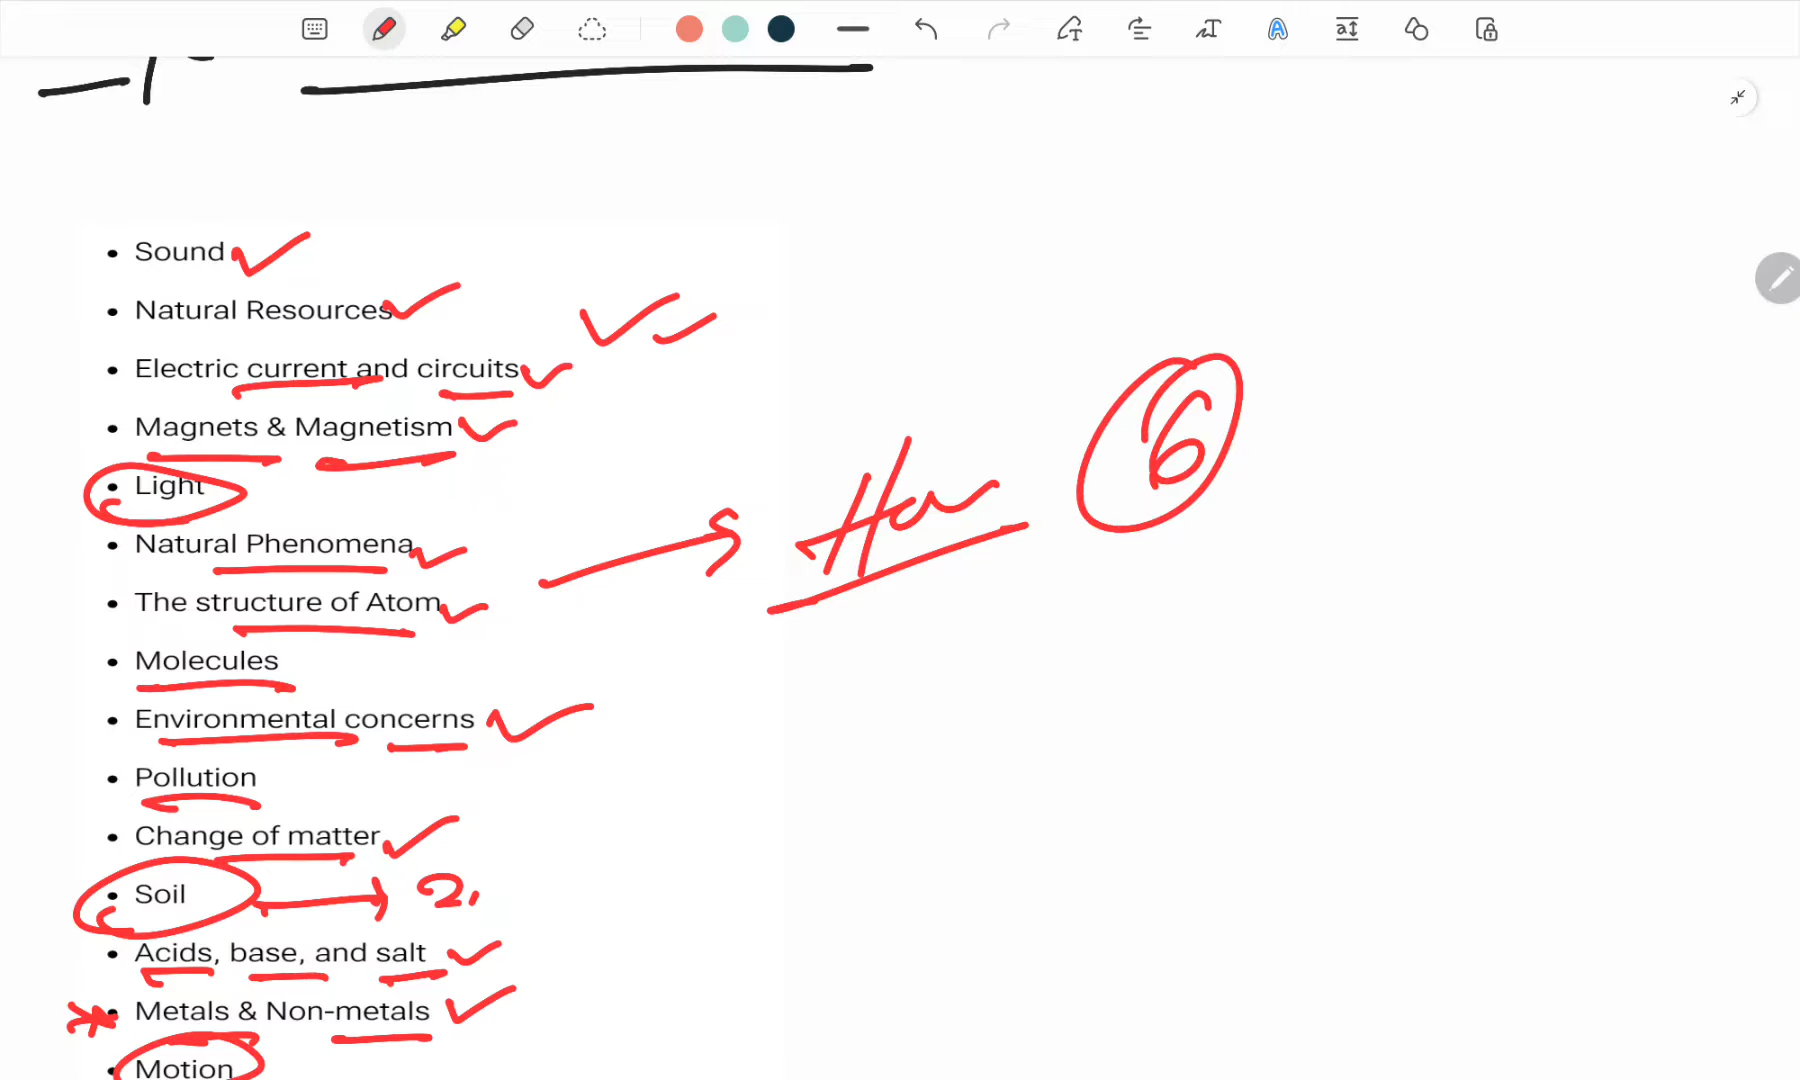 Sound
Natural Resources
Electric current and circuits
Magnets & Magnetism
Light
6
Natural Phenomena
The structure of Atom
Molecules
Environmental concerns
Pollution
Change of matter
Soil
Acids, base, and salt
Metals & Non-metals
Motion